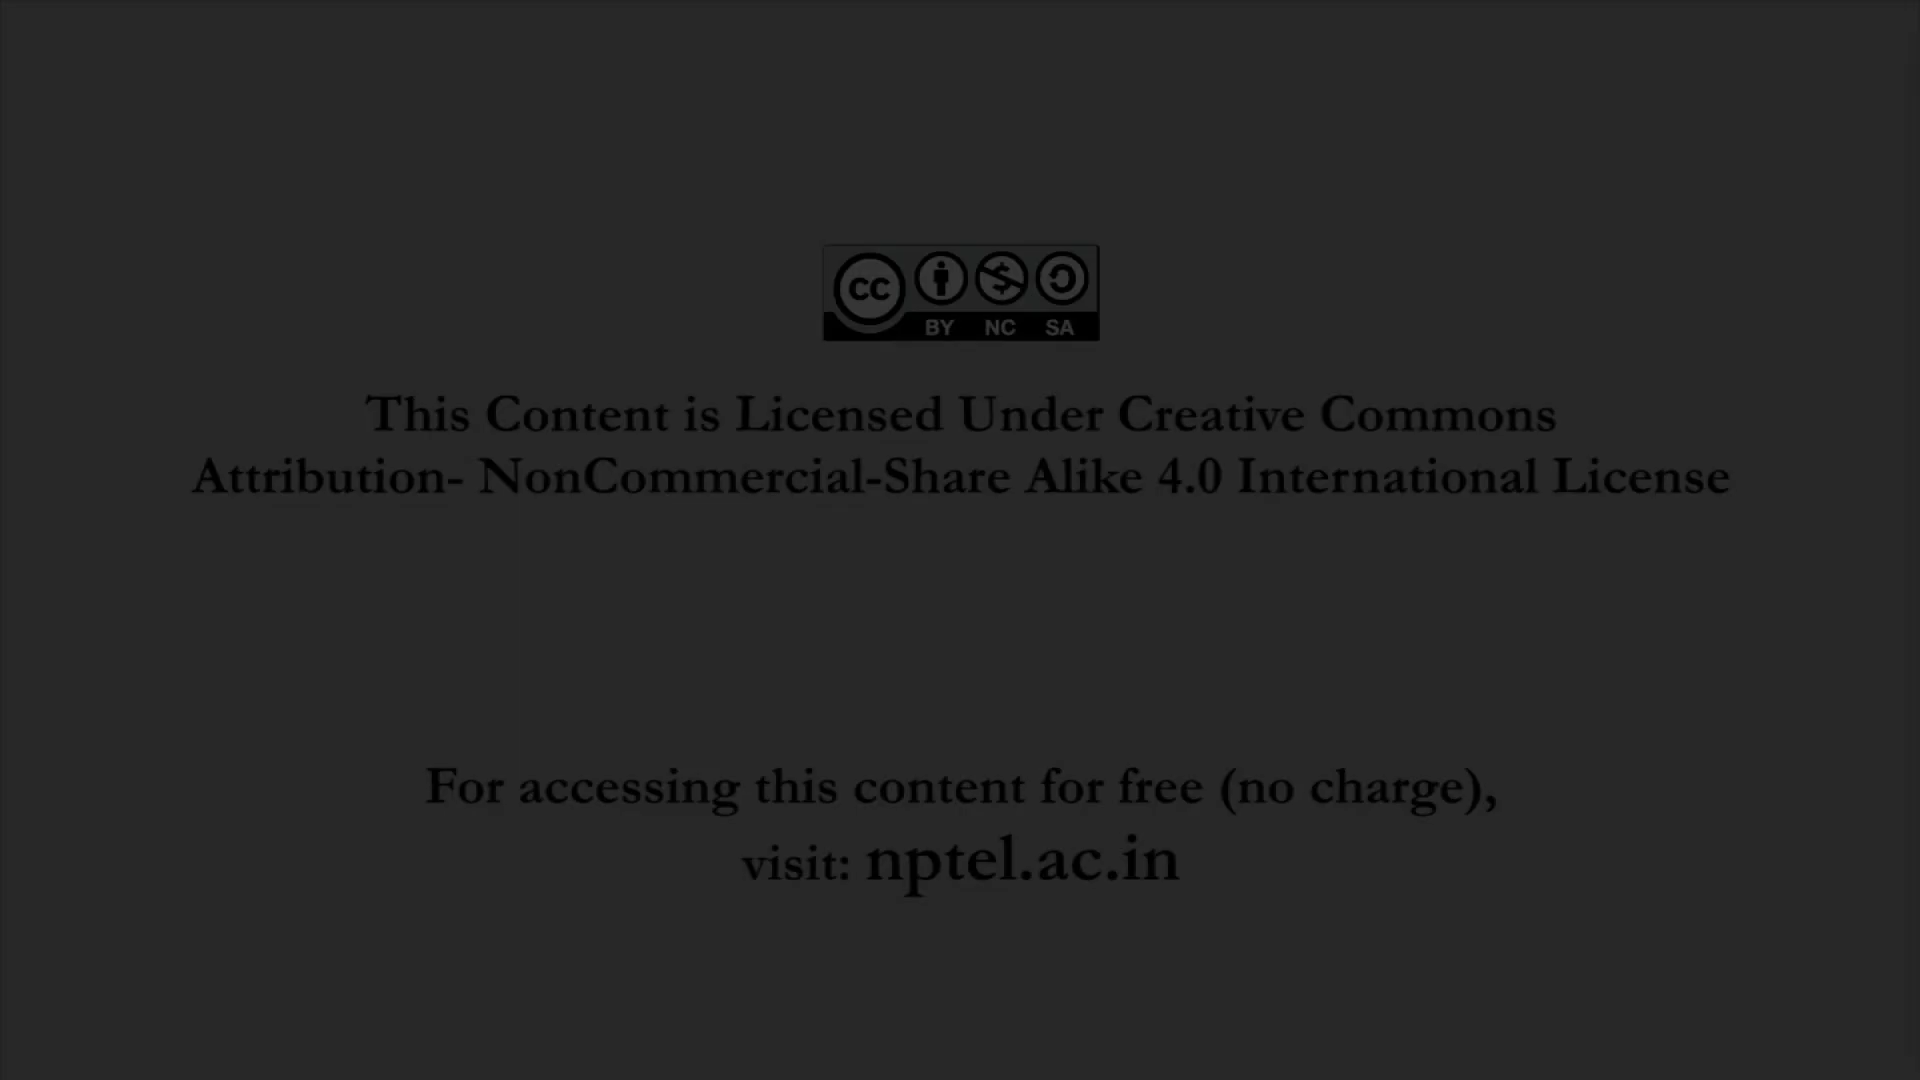 CC BY NC SA
This Content is Licensed Under Creative Commons
Attribution- NonCommercial-Share Alike 4.0 International License
For accessing this content for free (no charge),
visit: nptel.ac.in